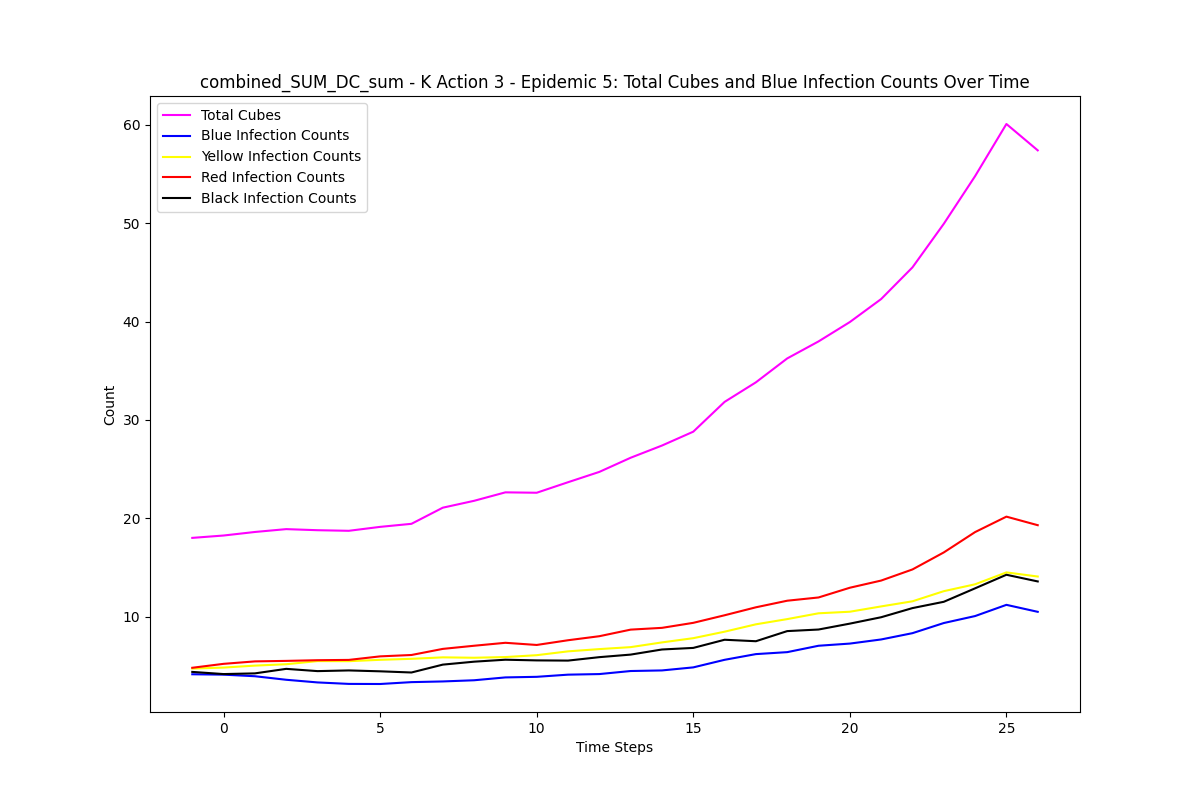 combined_SUM_DC_sum - K Action 3 - Epidemic 5: Total Cubes and Blue Infection Counts Over Time
Total Cubes
Blue Infection Counts
Yellow Infection Counts
Red Infection Counts
Black Infection Counts
60
50
40
30
20
10
Count
0
5
10
15
20
25
Time Steps